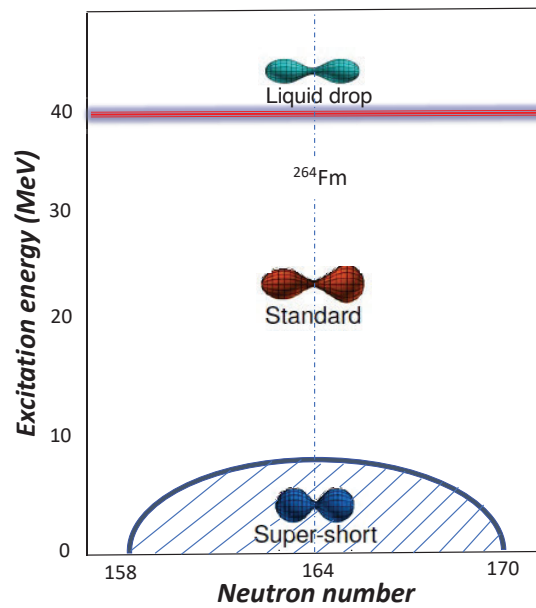 Liquid drop
40
²⁶⁴Fm
30
Standard
20
10
Super-short
0
158
164
170
Neutron number
Excitation energy (MeV)